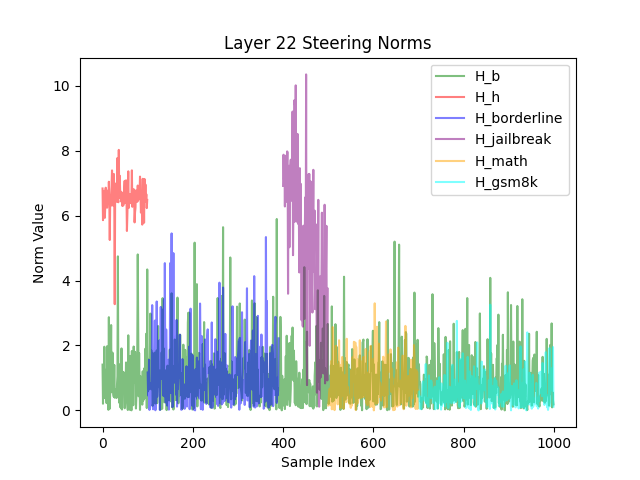 Layer 22 Steering Norms
H_b
H_h
H_borderline
H_jailbreak
H_math
H_gsm8k
10
8
6
4
2
0
Norm Value
0 200 400 600 800 1000
Sample Index